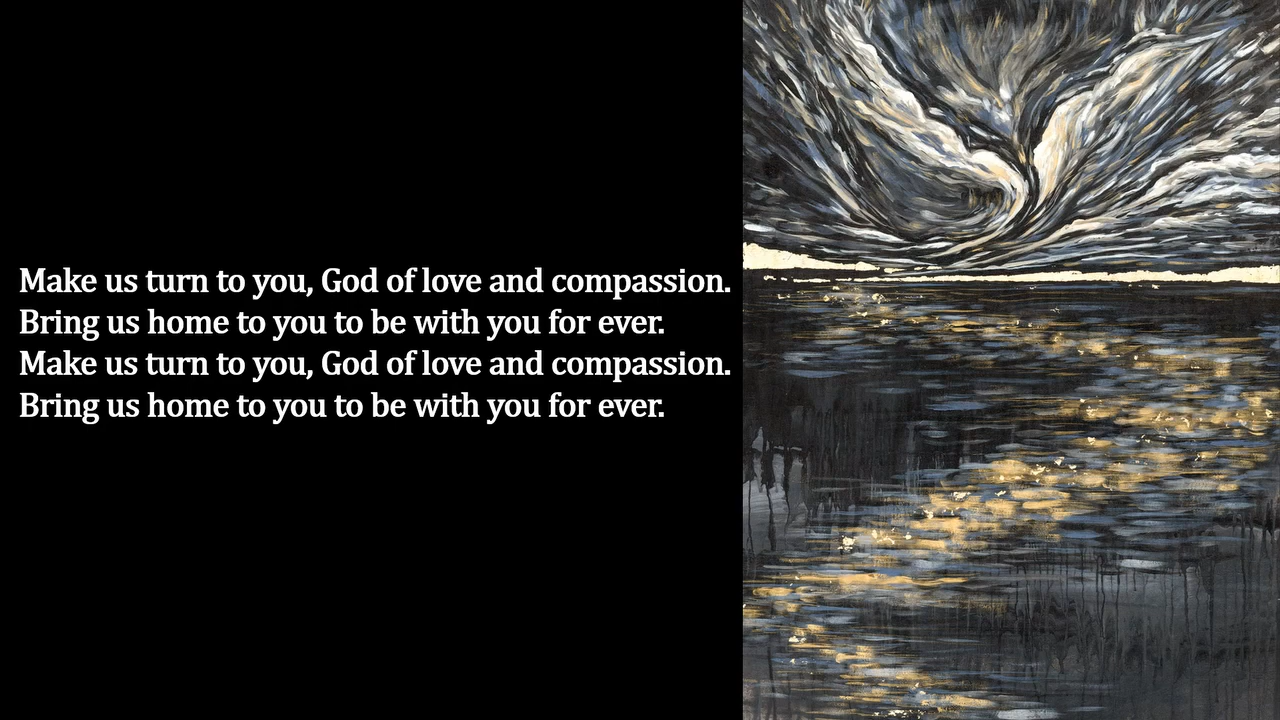 Make us turn to you, God of love and compassion.
Bring us home to you to be with you for ever.
Make us turn to you, God of love and compassion.
Bring us home to you to be with you for ever.